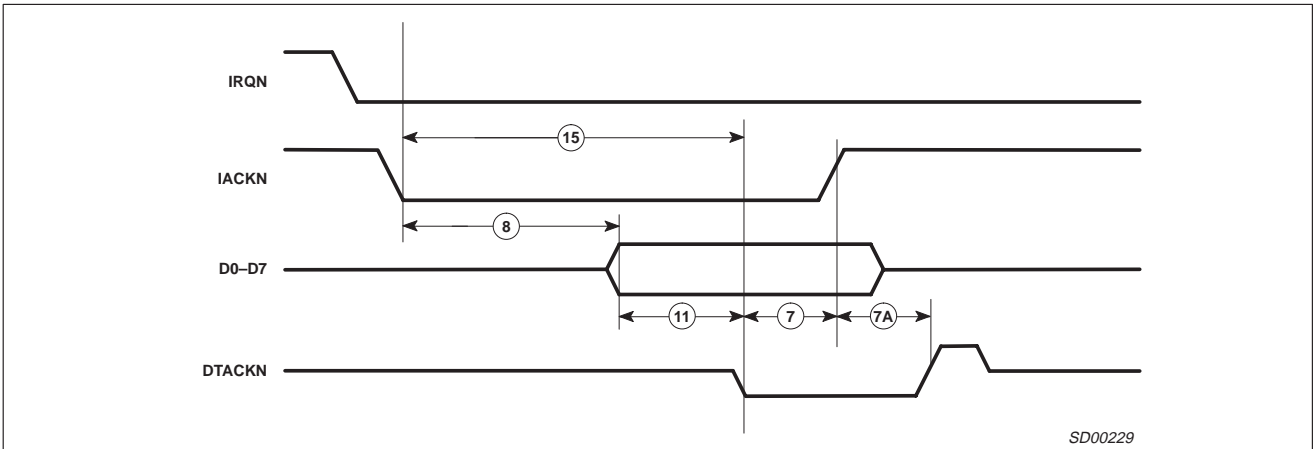 IRQN
15
IACKN
8
D0–D7
11
7
7A
DTACKN
SD00229